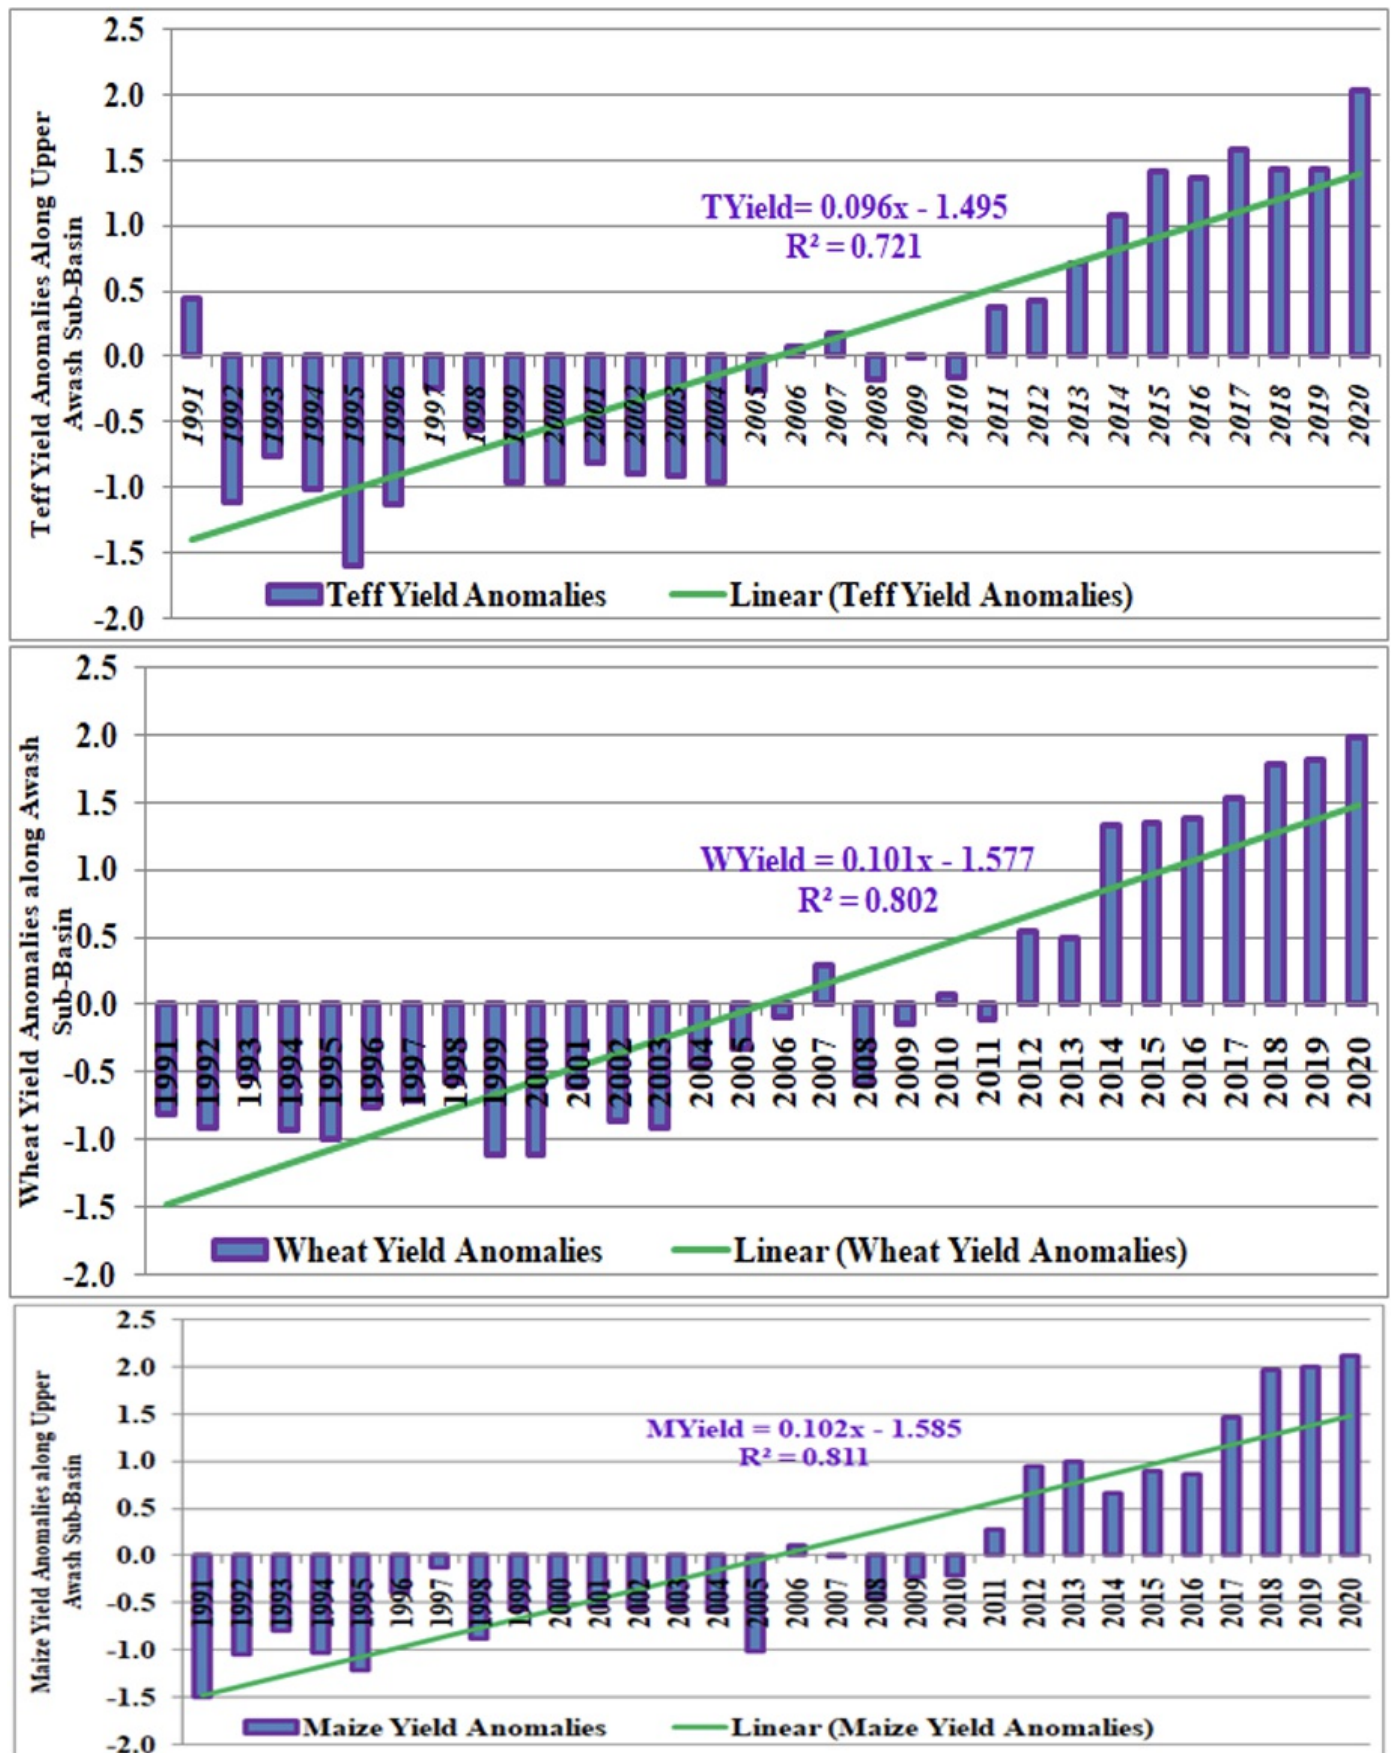 2.5
2.0
1.5
1.0
0.5
0.0
-0.5
-1.0
-1.5
-2.0
Teff Yield Anomalies Along Upper
Awash Sub-Basin
TYield= 0.096x - 1.495
R² = 0.721
1991 1992 1993 1994 1995 1996 1997 1998 1999 2000 2001 2002 2003 2004 2005 2006 2007 2008 2009 2010 2011 2012 2013 2014 2015 2016 2017 2018 2019 2020
Teff Yield Anomalies Linear (Teff Yield Anomalies)
2.5
2.0
1.5
1.0
0.5
0.0
-0.5
-1.0
-1.5
-2.0
Wheat Yield Anomalies along Awash
Sub-Basin
WYield = 0.101x - 1.577
R² = 0.802
1991 1992 1993 1994 1995 1996 1997 1998 1999 2000 2001 2002 2003 2004 2005 2006 2007 2008 2009 2010 2011 2012 2013 2014 2015 2016 2017 2018 2019 2020
Wheat Yield Anomalies Linear (Wheat Yield Anomalies)
2.5
2.0
1.5
1.0
0.5
0.0
-0.5
-1.0
-1.5
-2.0
Maize Yield Anomalies along Upper
Awash Sub-Basin
MYield = 0.102x - 1.585
R² = 0.811
1991 1992 1993 1994 1995 1996 1997 1998 1999 2000 2001 2002 2003 2004 2005 2006 2007 2008 2009 2010 2011 2012 2013 2014 2015 2016 2017 2018 2019 2020
Maize Yield Anomalies Linear (Maize Yield Anomalies)